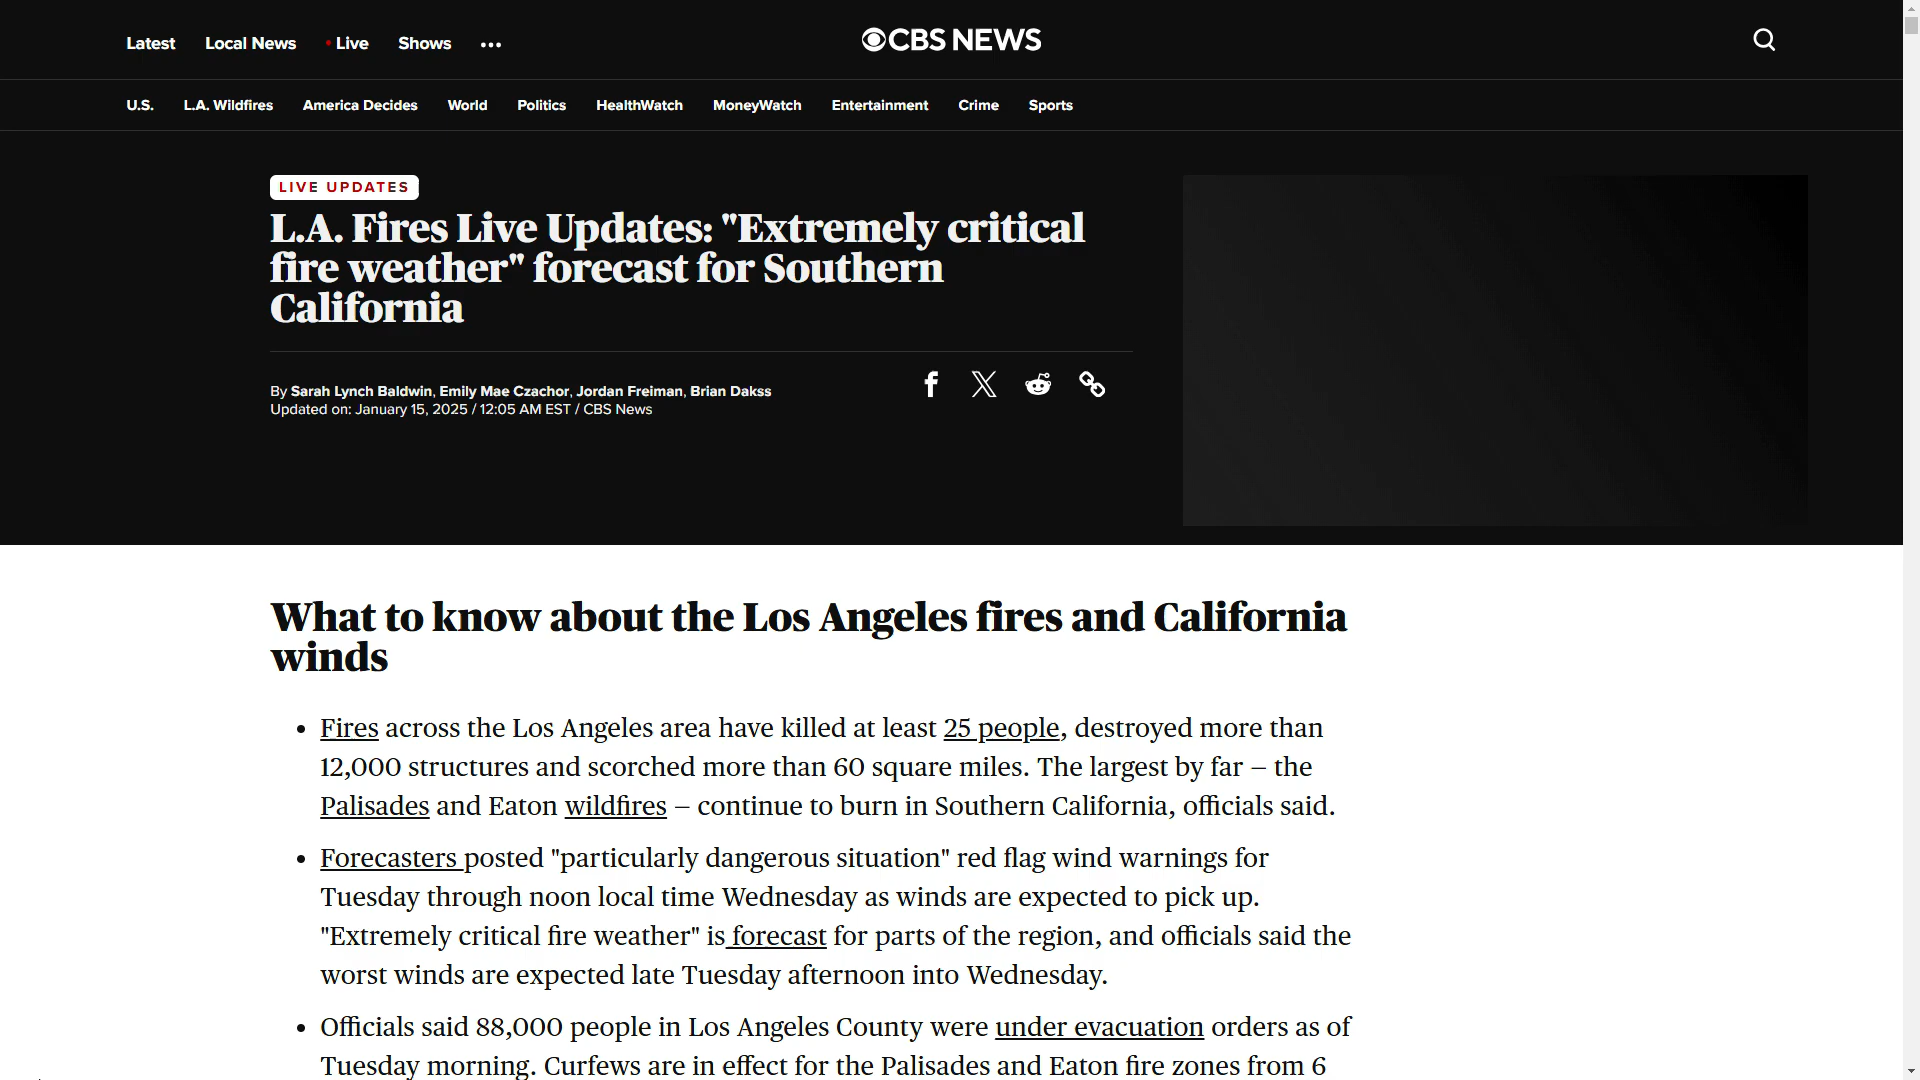 Latest Local News Live Shows
CBS NEWS
U.S. L.A. Wildfires America Decides World Politics HealthWatch MoneyWatch Entertainment Crime Sports
LIVE UPDATES
L.A. Fires Live Updates: "Extremely critical
fire weather" forecast for Southern
California
By Sarah Lynch Baldwin, Emily Mae Czachor, Jordan Freiman, Brian Dakss
Updated on: January 15, 2025 / 12:05 AM EST / CBS News
What to know about the Los Angeles fires and California
winds
• Fires across the Los Angeles area have killed at least 25 people, destroyed more than
12,000 structures and scorched more than 60 square miles. The largest by far – the
Palisades and Eaton wildfires – continue to burn in Southern California, officials said.
• Forecasters posted "particularly dangerous situation" red flag wind warnings for
Tuesday through noon local time Wednesday as winds are expected to pick up.
"Extremely critical fire weather" is forecast for parts of the region, and officials said the
worst winds are expected late Tuesday afternoon into Wednesday.
• Officials said 88,000 people in Los Angeles County were under evacuation orders as of
Tuesday morning. Curfews are in effect for the Palisades and Eaton fire zones from 6